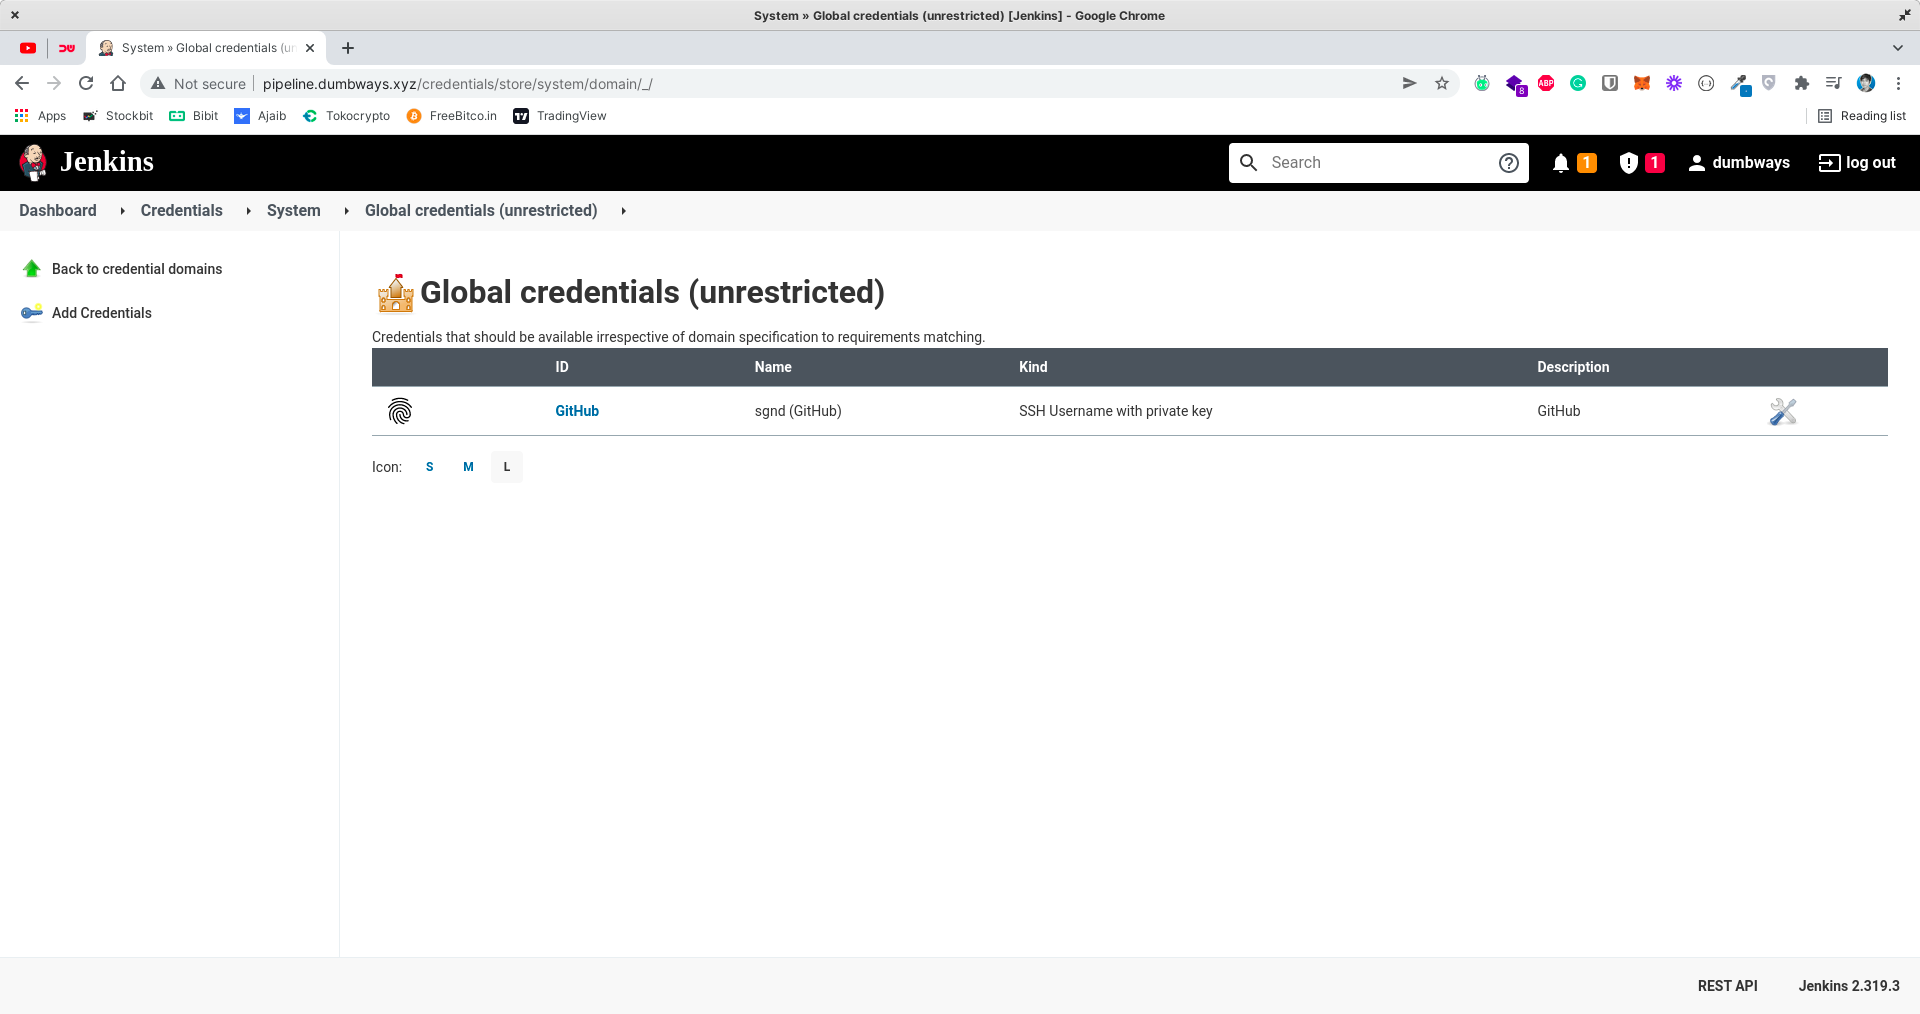 System » Global credentials (unrestricted) [Jenkins] - Google Chrome
System » Global credentials (un
Not secure pipeline.dumbways.xyz/credentials/store/system/domain/_/
ABP
8
Apps Stockbit Bibit Ajaib Tokocrypto FreeBitco.in TradingView Reading list
Jenkins Search 1 1 dumbways log out
Dashboard Credentials System Global credentials (unrestricted)
Back to credential domains
Add Credentials
Global credentials (unrestricted)
Credentials that should be available irrespective of domain specification to requirements matching.
ID Name Kind Description
GitHub sgnd (GitHub) SSH Username with private key GitHub
Icon: S M L
REST API Jenkins 2.319.3